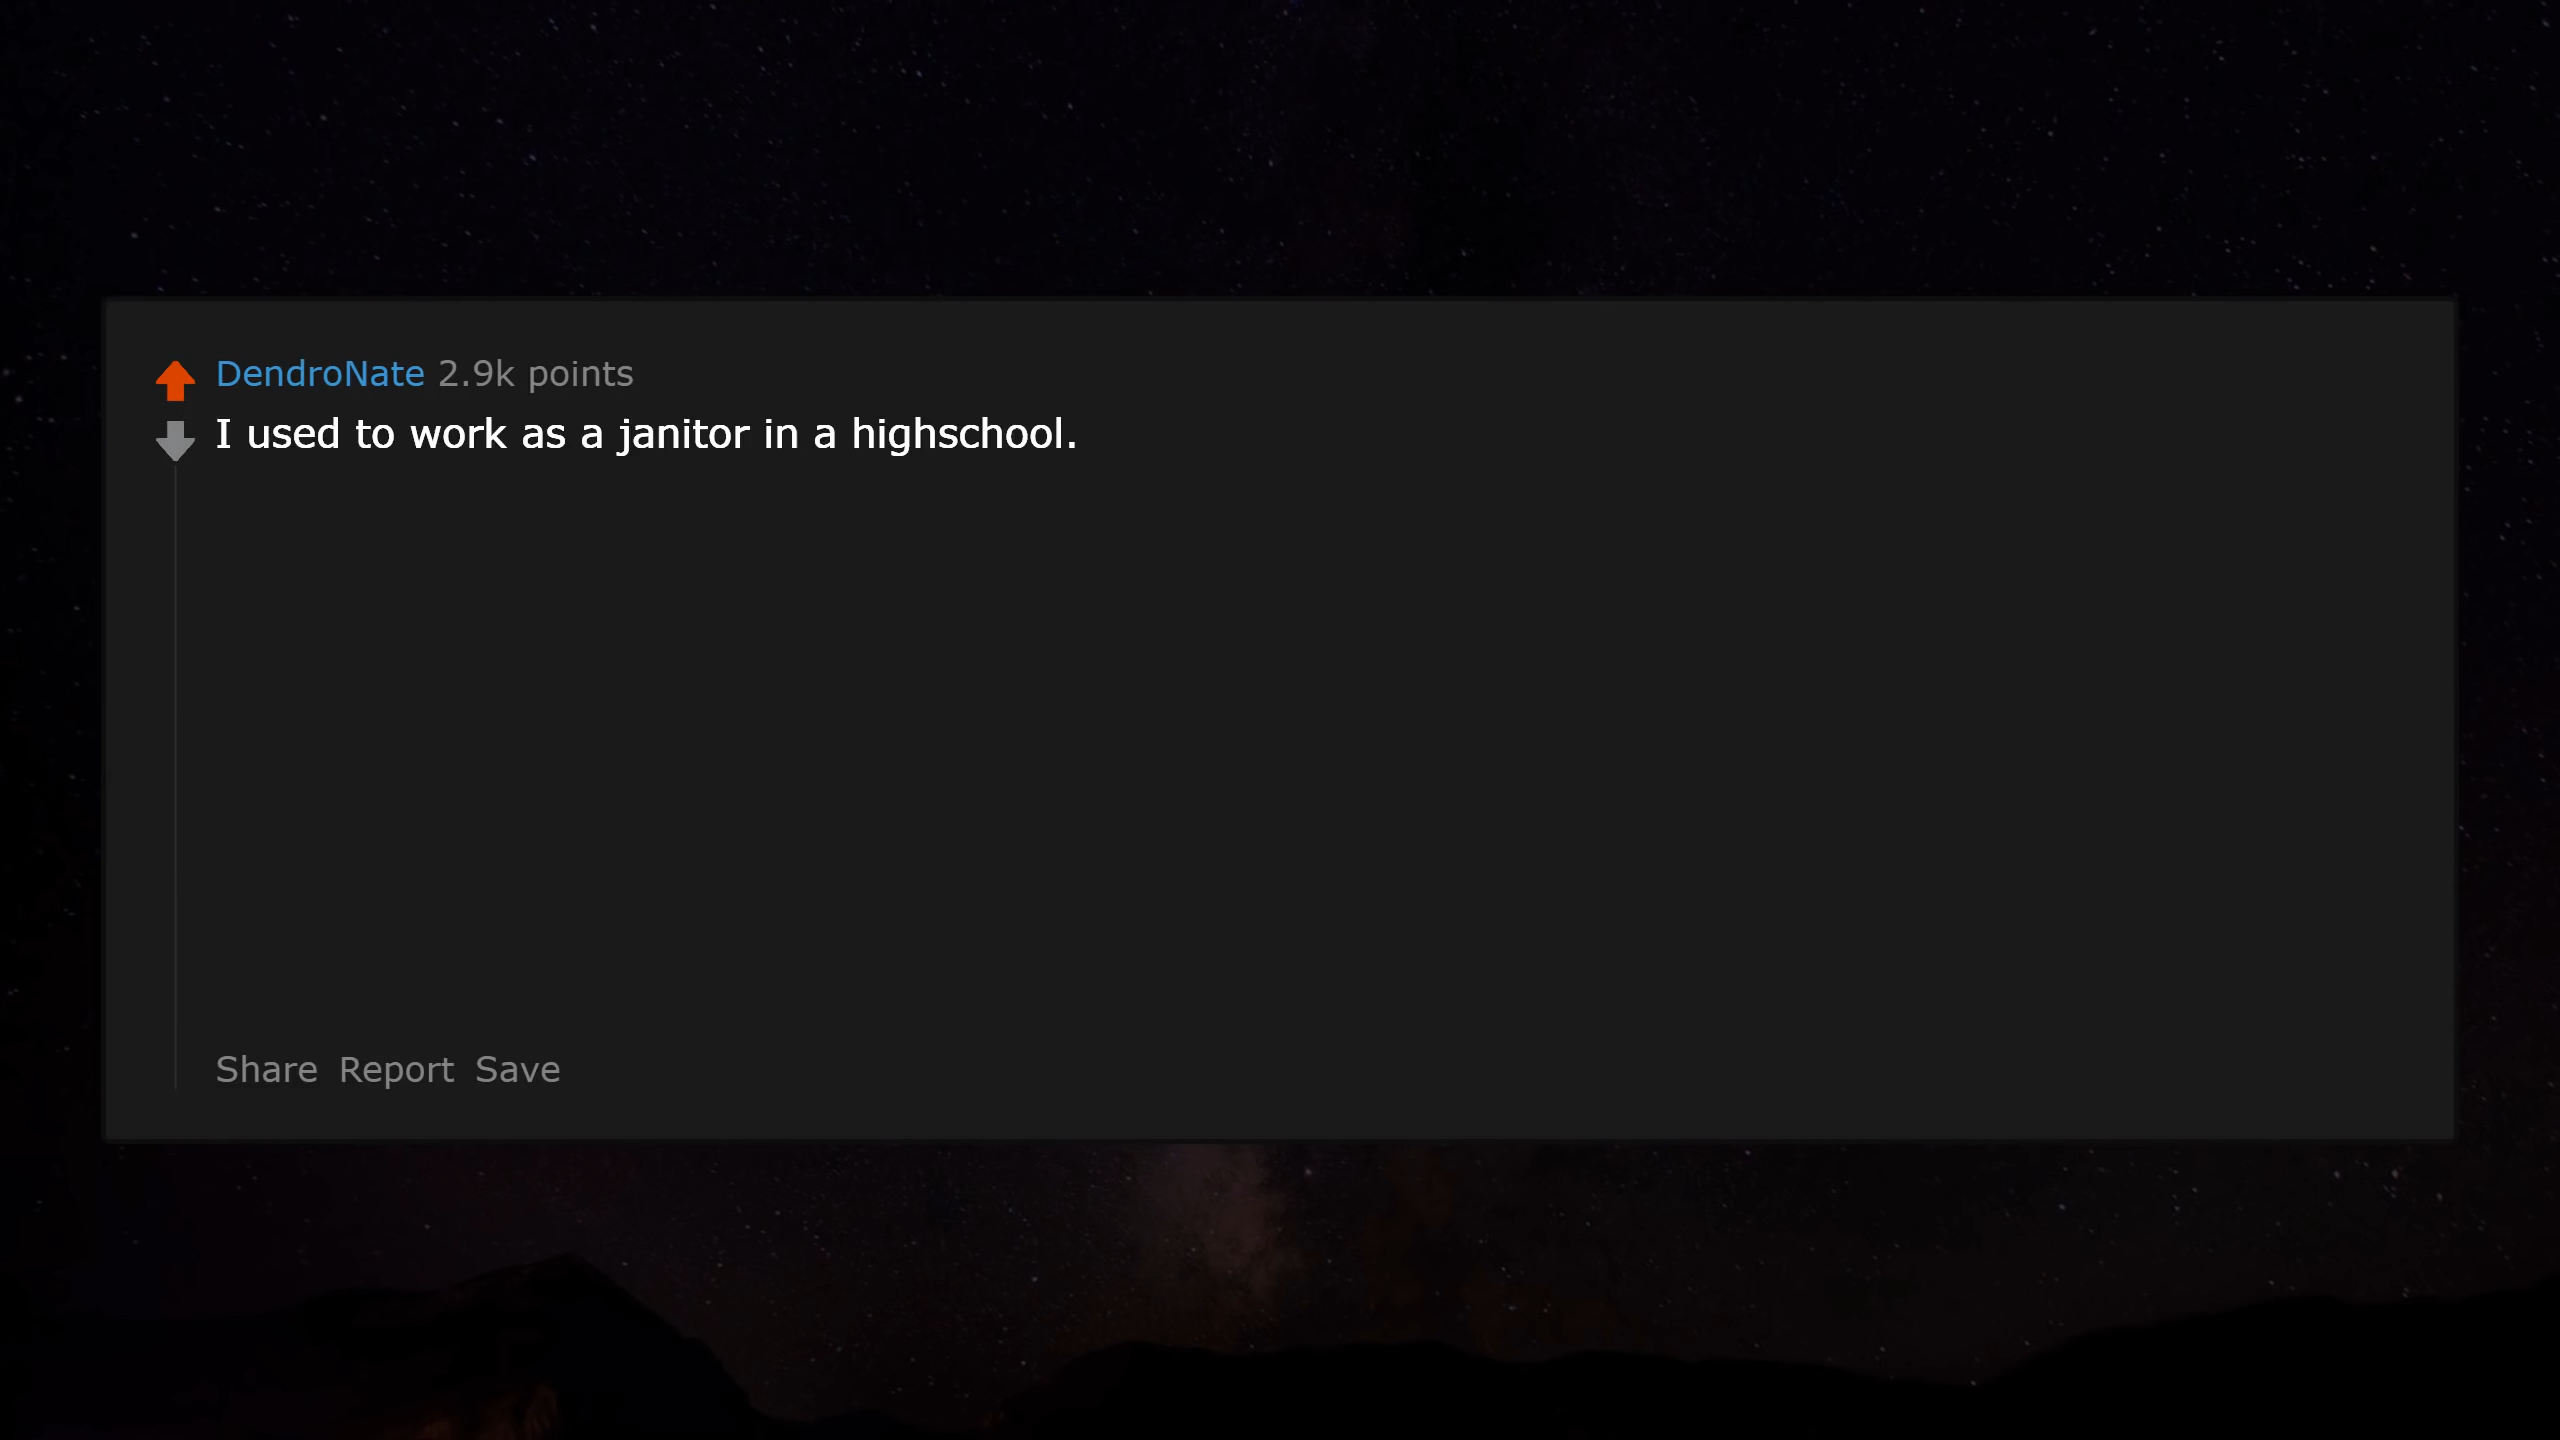 DendroNate 2.9k points
I used to work as a janitor in a highschool.
Share Report Save